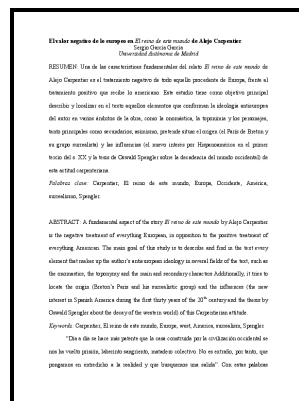 El valor negativo de lo europeo en El reino de este mundo de Alejo Carpentier
Sergio García García
Universidad Autónoma de Madrid
RESUMEN: Una de las características fundamentales del relato El reino de este mundo de
Alejo Carpentier es el tratamiento negativo de todo aquello procedente de Europa, frente al
tratamiento positivo que recibe lo americano. Este estudio tiene como objetivo principal
describir y localizar en el texto aquellos elementos que conforman la ideología antieuropea
del autor en varios ámbitos de la obra, como la onomástica, la toponimia y los personajes,
tanto principales como secundarios; asimismo, pretende situar el origen (el París de Breton y
su grupo surrealista) y las influencias (el nuevo interés por Hispanoamérica en el primer
tercio del s. XX y la tesis de Oswald Spengler sobre la decadencia del mundo occidental) de
esta actitud carpenteriana.
Palabras clave: Carpentier, El reino de este mundo, Europa, Occidente, América,
surrealismo, Spengler.
ABSTRACT: A fundamental aspect of the story El reino de este mundo by Alejo Carpentier
is the negative treatment of everything European, in opposition to the positive treatment of
everything American. The main goal of this study is to describe and find in the text every
element that makes up the author's anti-european ideology in several fields of the text, such as
the onomastics, the toponymy and the main and secondary characters. Additionally, it tries to
locate the origin (Breton's Paris and his surrealistic group) and the influences (the new
interest in Spanish America during the first thirty years of the 20th century and the thesis by
Oswald Spengler about the decay of the western world) of this Carpenterian attitude.
Keywords: Carpentier, El reino de este mundo, Europe, west, America, surrealism, Spengler.
"Día a día se hace más patente que la casa construida por la civilización occidental se
nos ha vuelto prisión, laberinto sangriento, matadero colectivo. No es extraño, por tanto, que
pongamos en entredicho a la realidad y que busquemos una salida". Con estas palabras